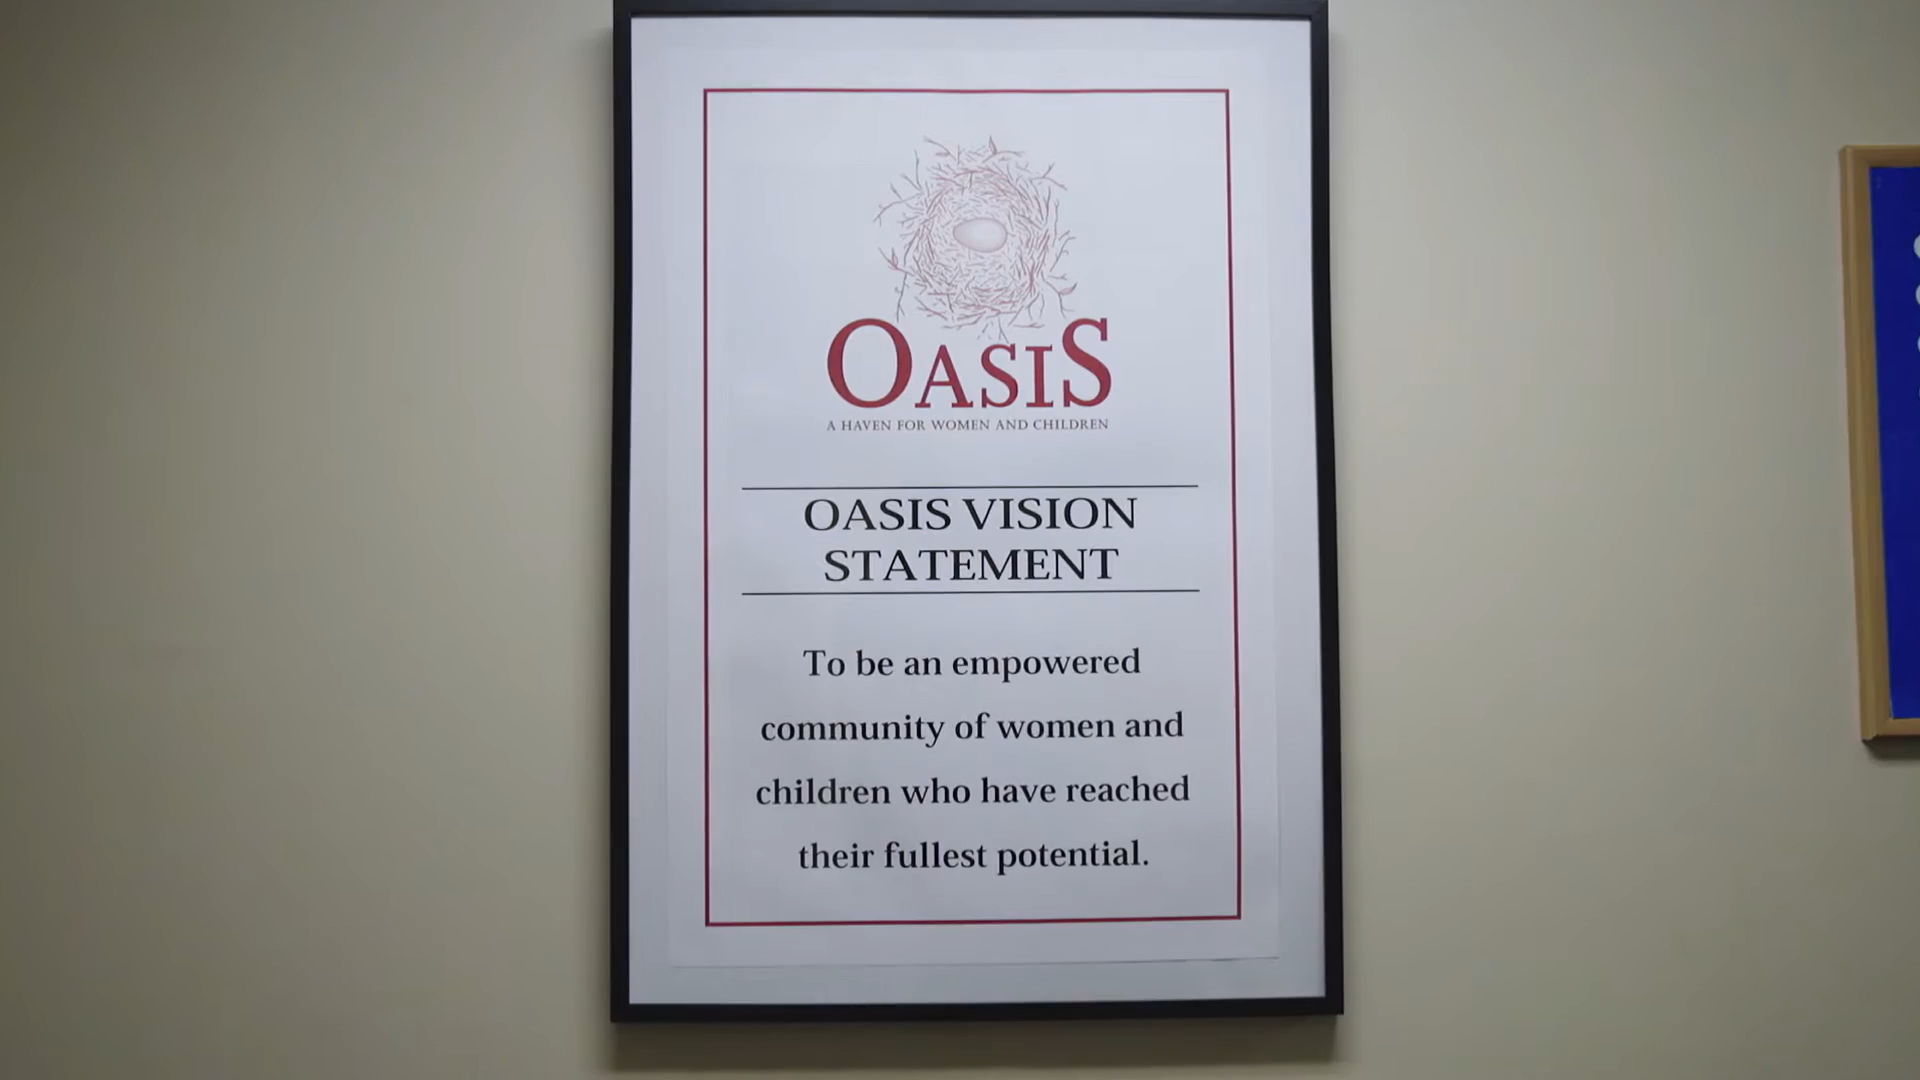 OASIS
A HAVEN FOR WOMEN AND CHILDREN
OASIS VISION
STATEMENT
To be an empowered
community of women and
children who have reached
their fullest potential.